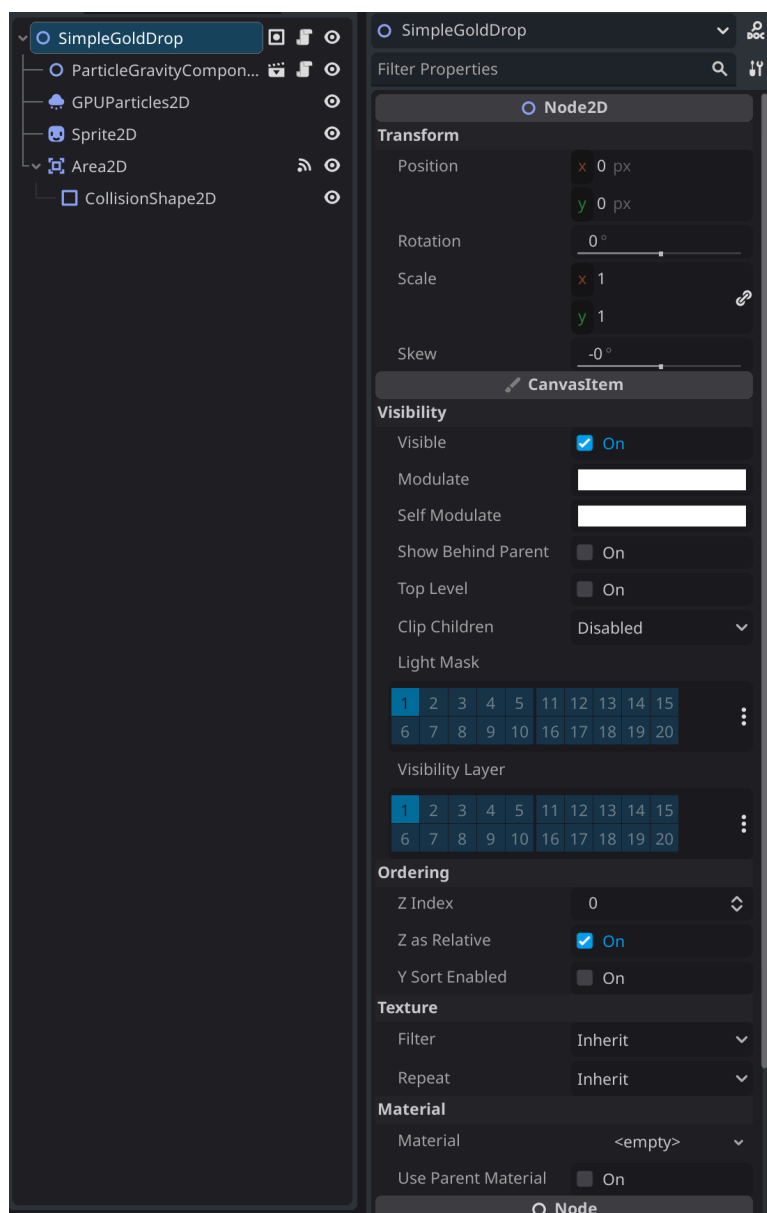 SimpleGoldDrop
ParticleGravityCompon...
GPUParticles2D
Sprite2D
Area2D
CollisionShape2D
SimpleGoldDrop
DOC
Filter Properties
Node2D
Transform
Position
x 0 px
y 0 px
Rotation
0 °
Scale
x 1
y 1
Skew
-0 °
CanvasItem
Visibility
Visible On
Modulate
Self Modulate
Show Behind Parent On
Top Level On
Clip Children Disabled
Light Mask
1 2 3 4 5 11 12 13 14 15
6 7 8 9 10 16 17 18 19 20
Visibility Layer
1 2 3 4 5 11 12 13 14 15
6 7 8 9 10 16 17 18 19 20
Ordering
Z Index 0
Z as Relative On
Y Sort Enabled On
Texture
Filter Inherit
Repeat Inherit
Material
Material <empty>
Use Parent Material On
Node